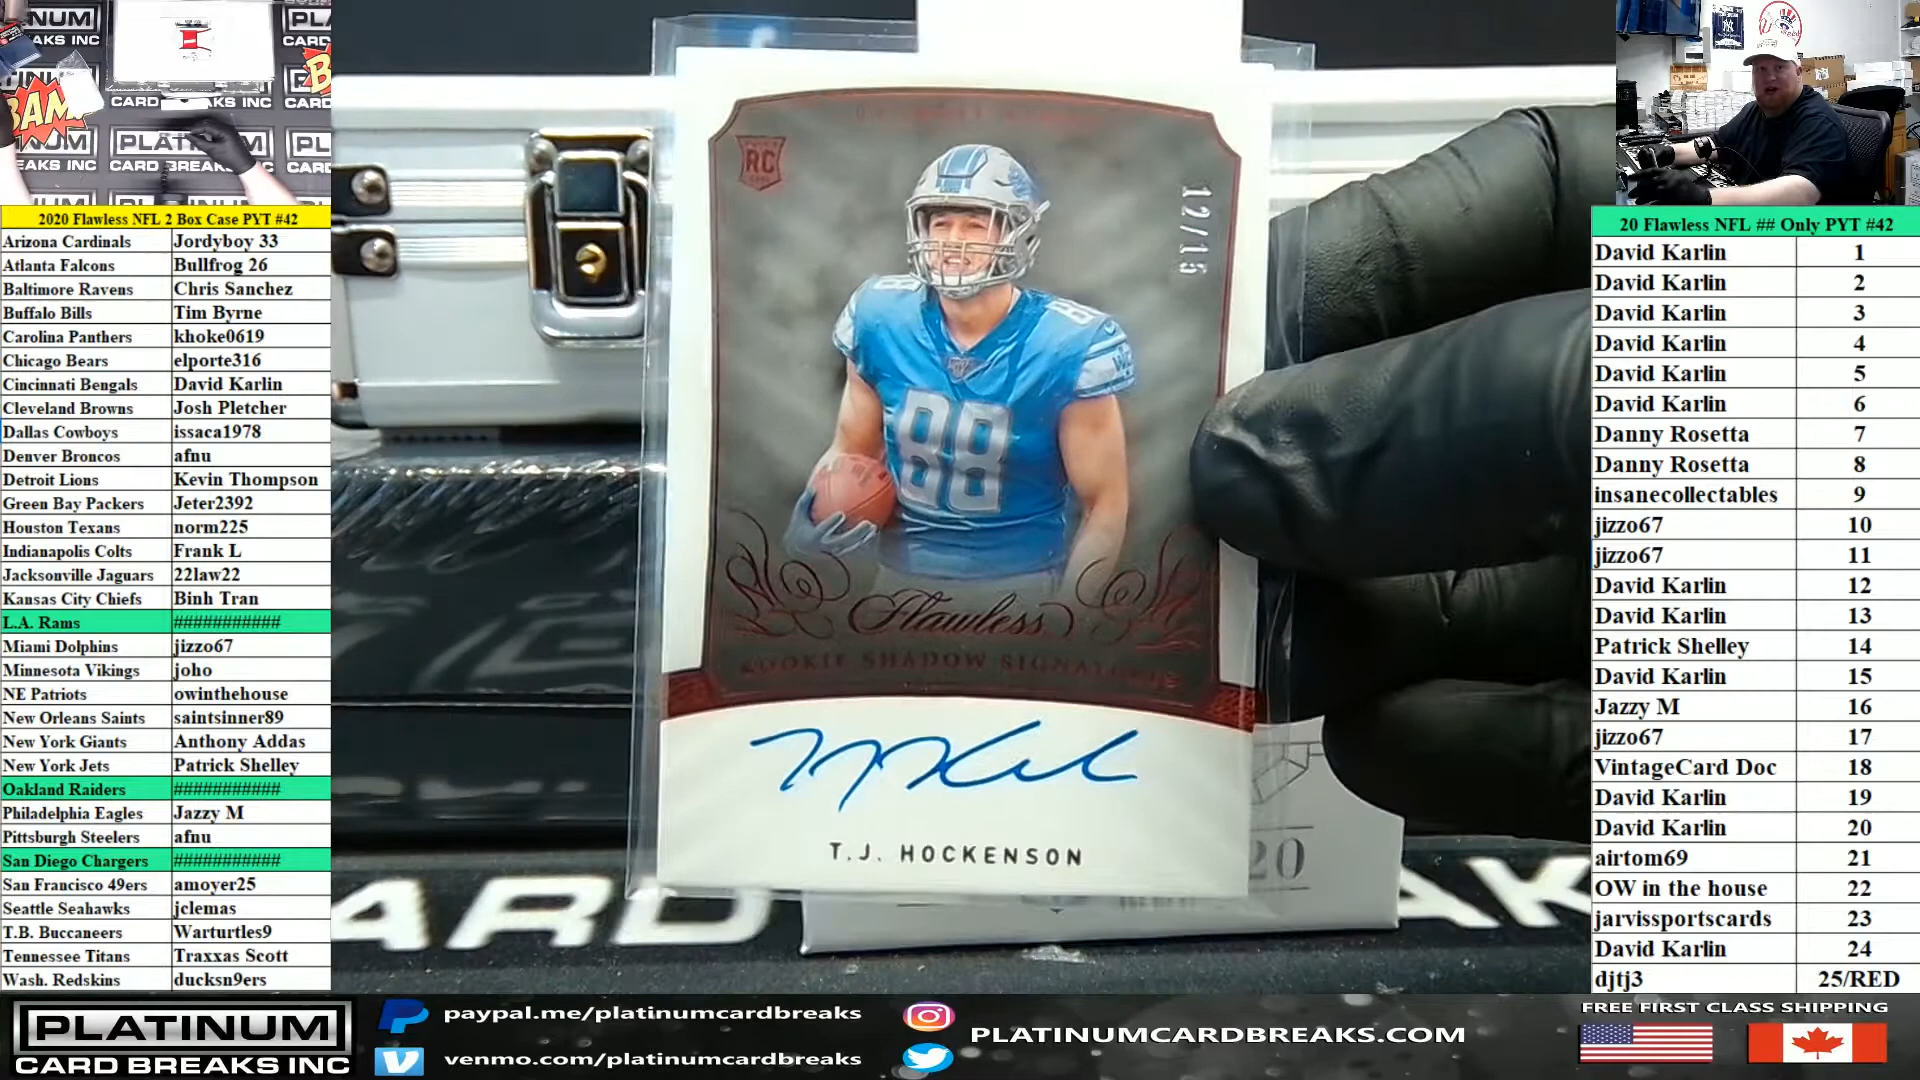 2020 Flawless NFL 2 Box Case PYT #42
Arizona Cardinals Jordyboy 33
Atlanta Falcons Bullfrog 26
Baltimore Ravens Chris Sanchez
Buffalo Bills Tim Byrne
Carolina Panthers khoke0619
Chicago Bears elporte316
Cincinnati Bengals David Karlin
Cleveland Browns Josh Pletcher
Dallas Cowboys issaca1978
Denver Broncos afnu
Detroit Lions Kevin Thompson
Green Bay Packers Jeter2392
Houston Texans norm225
Indianapolis Colts Frank L
Jacksonville Jaguars 22law22
Kansas City Chiefs Binh Tran
L.A. Rams ###########
Miami Dolphins jizzo67
Minnesota Vikings joho
NE Patriots owinthehouse
New Orleans Saints saintsinner89
New York Giants Anthony Addas
New York Jets Patrick Shelley
Oakland Raiders ###########
Philadelphia Eagles Jazzy M
Pittsburgh Steelers afnu
San Diego Chargers ###########
San Francisco 49ers amoyer25
Seattle Seahawks jclemas
T.B. Buccaneers Warturtles9
Tennessee Titans Traxxas Scott
Wash. Redskins ducksn9ers
RC
12/15
88
88
Flawless
ROOKIE SHADOW SIGNATURES
T.J. HOCKENSON
20
ARD
AK
20 Flawless NFL ## Only PYT #42
David Karlin 1
David Karlin 2
David Karlin 3
David Karlin 4
David Karlin 5
David Karlin 6
Danny Rosetta 7
Danny Rosetta 8
insanecollectables 9
jizzo67 10
jizzo67 11
David Karlin 12
David Karlin 13
Patrick Shelley 14
David Karlin 15
Jazzy M 16
jizzo67 17
VintageCard Doc 18
David Karlin 19
David Karlin 20
airtom69 21
OW in the house 22
jarvissportscards 23
David Karlin 24
djtj3 25/RED
PLATINUM
CARD BREAKS INC
paypal.me/platinumcardbreaks
venmo.com/platinumcardbreaks
PLATINUMCARDBREAKS.COM
FREE FIRST CLASS SHIPPING